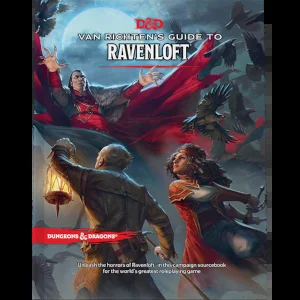 D&D
VAN RICHTEN'S GUIDE TO
RAVENLOFT
DUNGEONS & DRAGONS®
Unleash the horrors of Ravenloft in this campaign sourcebook
for the world's greatest roleplaying game